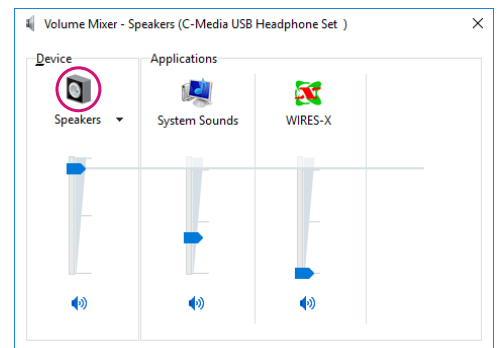 Volume Mixer - Speakers (C-Media USB Headphone Set )
Device
Applications
Speakers
System Sounds
WIRES-X